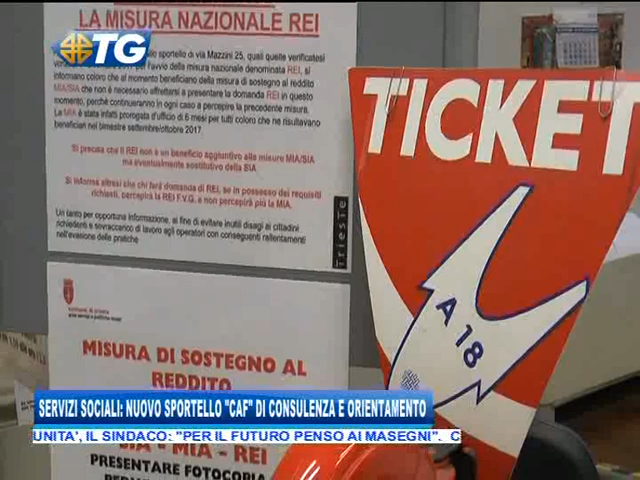 LA MISURA NAZIONALE REI
TG
sportello di via Mazzini 25, quali quelle verificatesi
l'avvio della misura nazionale denominata REI, si
informano coloro che al momento beneficiano della misura di sostegno al reddito
MIA/SIA che non è necessario affrettarsi a presentare la domanda REI in questo
momento, perché continueranno in ogni caso a percepire la precedente misura.
La MIA è stata infatti prorogata d'ufficio di 6 mesi per tutti coloro che ne risultavano
beneficiari nel bimestre settembre/ottobre 2017.
Si precisa che il REI non è un beneficio aggiuntivo alle misure MIA/SIA
ma eventualmente sostitutivo della SIA
Si informa altresì che chi farà domanda di REI, se in possesso dei requisiti
richiesti, percepirà la REI F.V.G. e non percepirà più la MIA.
Un tanto per opportuna informazione, al fine di evitare inutili disagi ai cittadini
richiedenti e sovraccarico di lavoro agli operatori con conseguenti rallentamenti
nell'evasione delle pratiche
TriesTe
TICKET
A 18
MISURA DI SOSTEGNO AL
REDDITO
SERVIZI SOCIALI: NUOVO SPORTELLO "CAF" DI CONSULENZA E ORIENTAMENTO
UNITA', IL SINDACO: "PER IL FUTURO PENSO AI MASEGNI". C
SIA - MIA - REI
PRESENTARE FOTOCOPIA